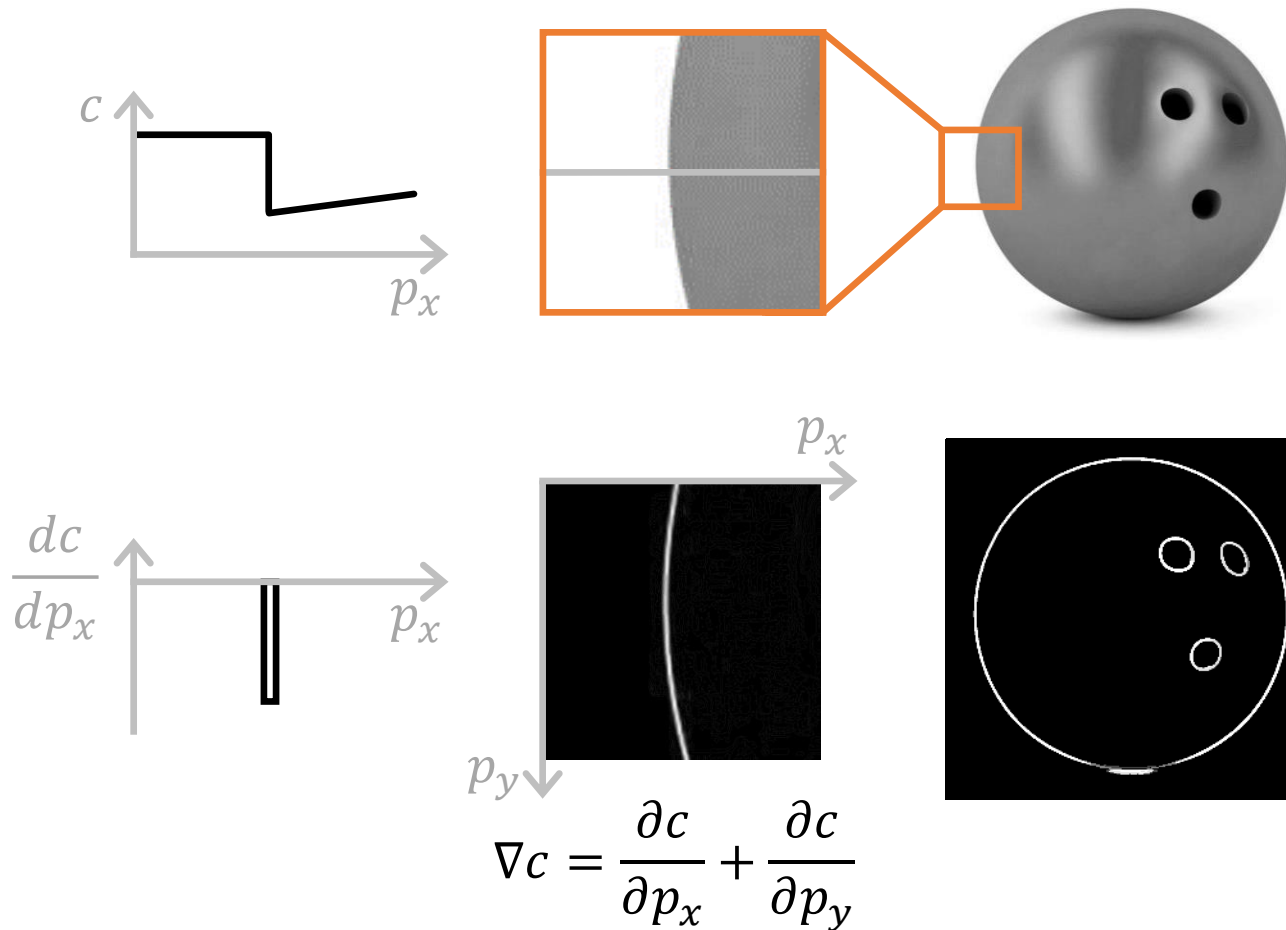 c
p_x
p_x
dc/dp_x
p_x
p_y
∇c = ∂c/∂p_x + ∂c/∂p_y